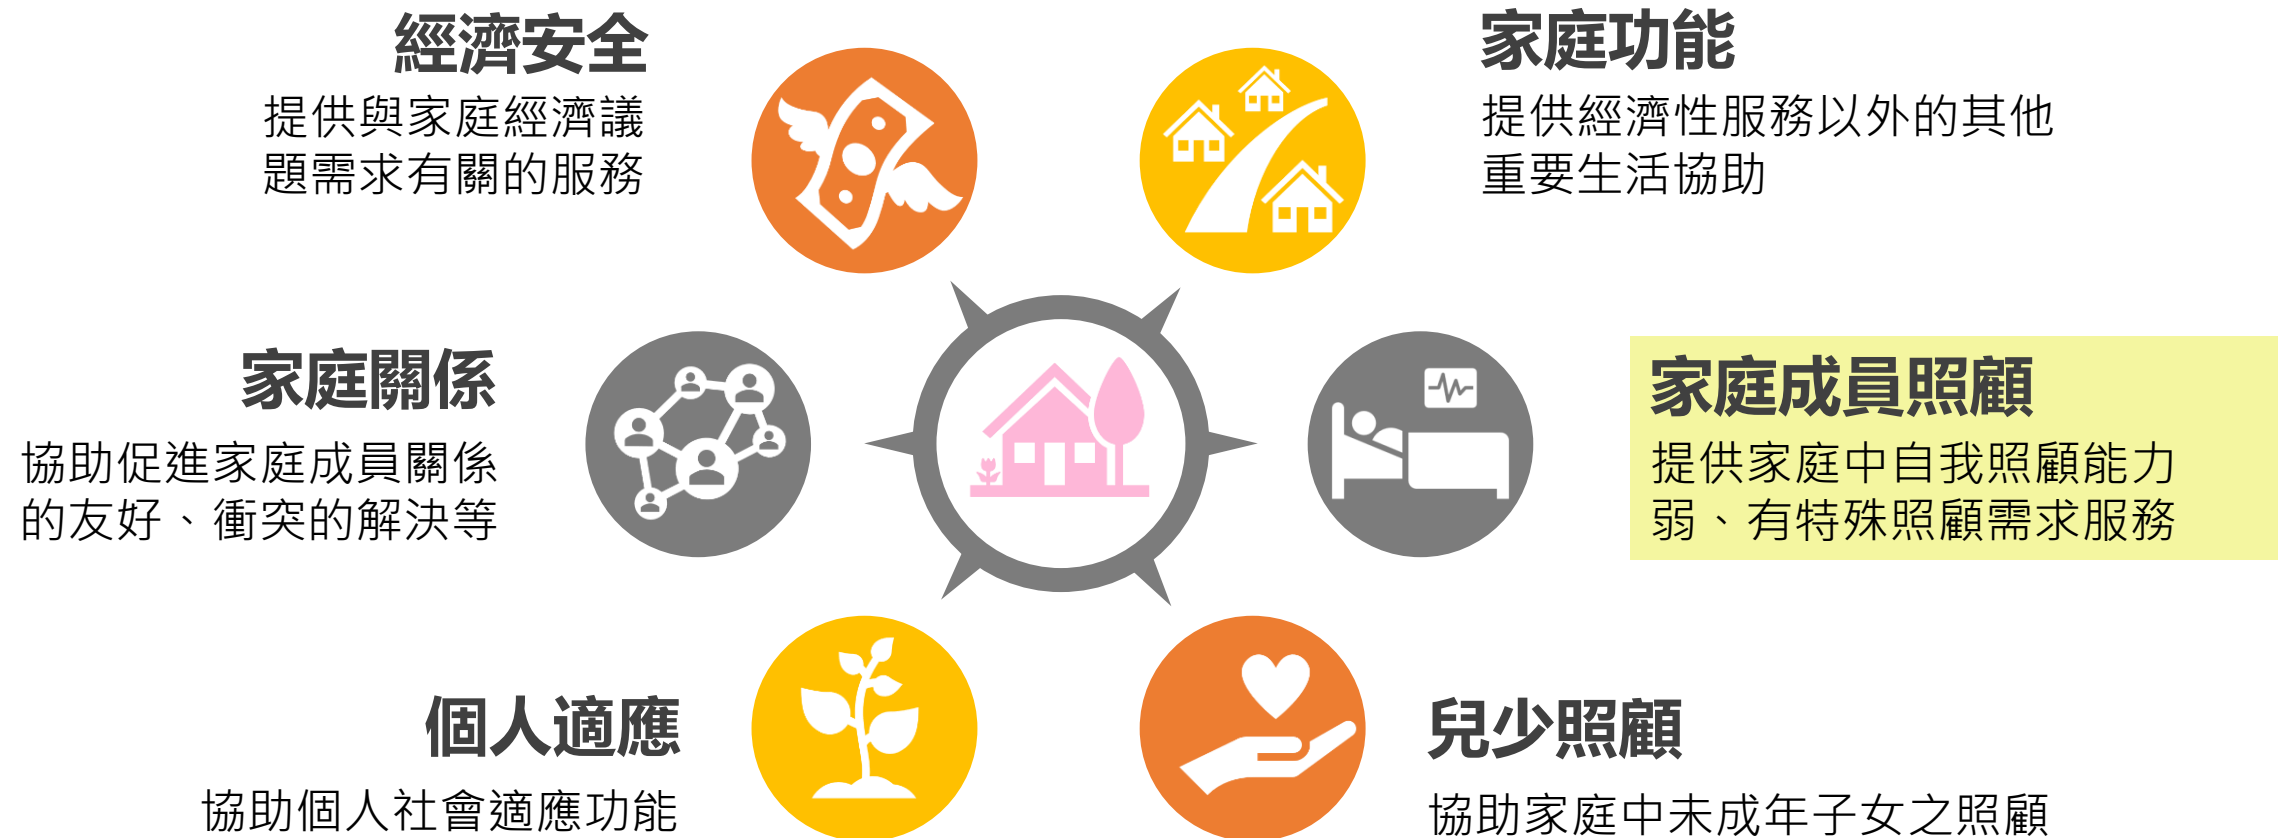 經濟安全
提供與家庭經濟議
題需求有關的服務
家庭功能
提供經濟性服務以外的其他
重要生活協助
家庭關係
協助促進家庭成員關係
的友好、衝突的解決等
家庭成員照顧
提供家庭中自我照顧能力
弱、有特殊照顧需求服務
個人適應
協助個人社會適應功能
兒少照顧
協助家庭中未成年子女之照顧